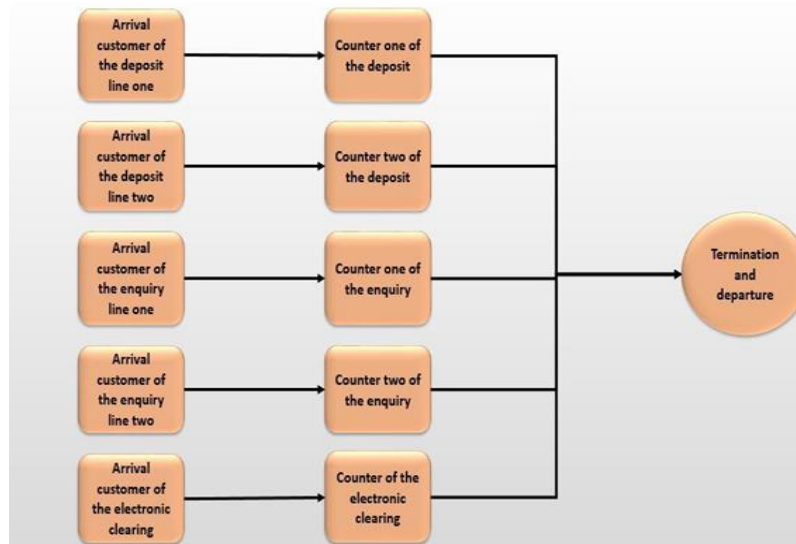 Arrival
customer of
the deposit
line one
Counter one of
the deposit
Arrival
customer of
the deposit
line two
Counter two of
the deposit
Arrival
customer of
the enquiry
line one
Counter one of
the enquiry
Arrival
customer of
the enquiry
line two
Counter two of
the enquiry
Arrival
customer of
the electronic
clearing
Counter of the
electronic
clearing
Termination
and
departure